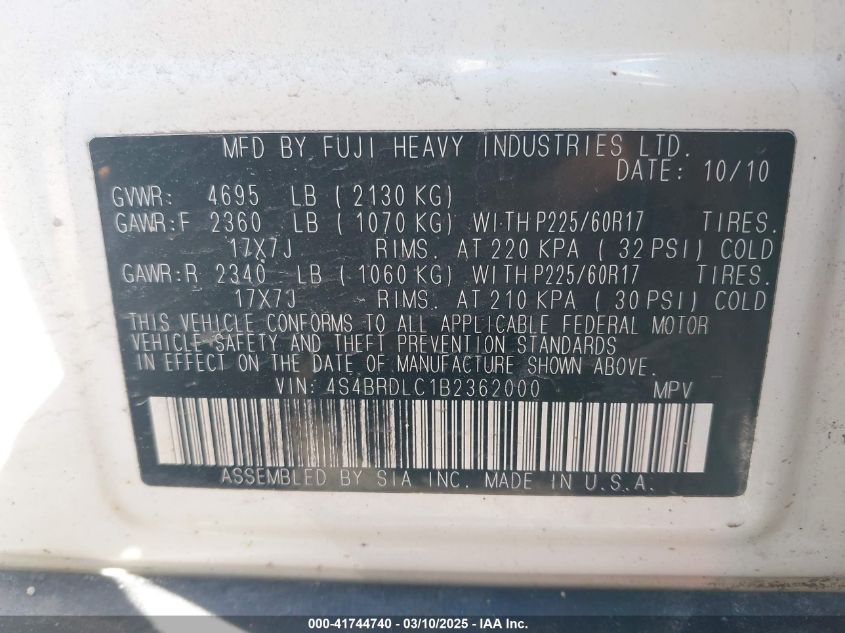 MFD BY FUJI HEAVY INDUSTRIES LTD.
DATE: 10/10
GVWR: 4695 LB ( 2130 KG)
GAWR:F 2360 LB ( 1070 KG) WITH P225/60R17 TIRES.
17X7J RIMS. AT 220 KPA ( 32 PSI) COLD
GAWR:R 2340 LB ( 1060 KG) WITH P225/60R17 TIRES.
17X7J RIMS. AT 210 KPA ( 30 PSI) COLD
THIS VEHICLE CONFORMS TO ALL APPLICABLE FEDERAL MOTOR
VEHICLE SAFETY AND THEFT PREVENTION STANDARDS
IN EFFECT ON THE DATE OF MANUFACTURE SHOWN ABOVE.
VIN: 4S4BRDLC1B2362000 MPV
ASSEMBLED BY SIA INC. MADE IN U.S.A.
000-41744740 - 03/10/2025 - IAA Inc.